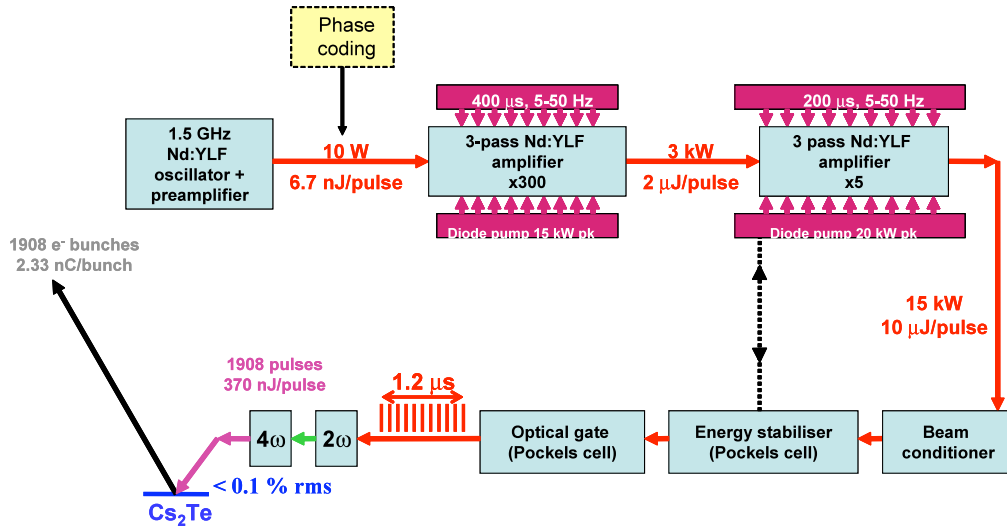 Phase
coding
400 μs, 5-50 Hz
200 μs, 5-50 Hz
1.5 GHz
Nd:YLF
oscillator +
preamplifier
10 W
6.7 nJ/pulse
3-pass Nd:YLF
amplifier
x300
3 kW
2 μJ/pulse
3 pass Nd:YLF
amplifier
x5
Diode pump 15 kW pk
Diode pump 20 kW pk
1908 e- bunches
2.33 nC/bunch
15 kW
10 μJ/pulse
1908 pulses
370 nJ/pulse
1.2 μs
4ω
2ω
Optical gate
(Pockels cell)
Energy stabiliser
(Pockels cell)
Beam
conditioner
< 0.1 % rms
Cs2Te